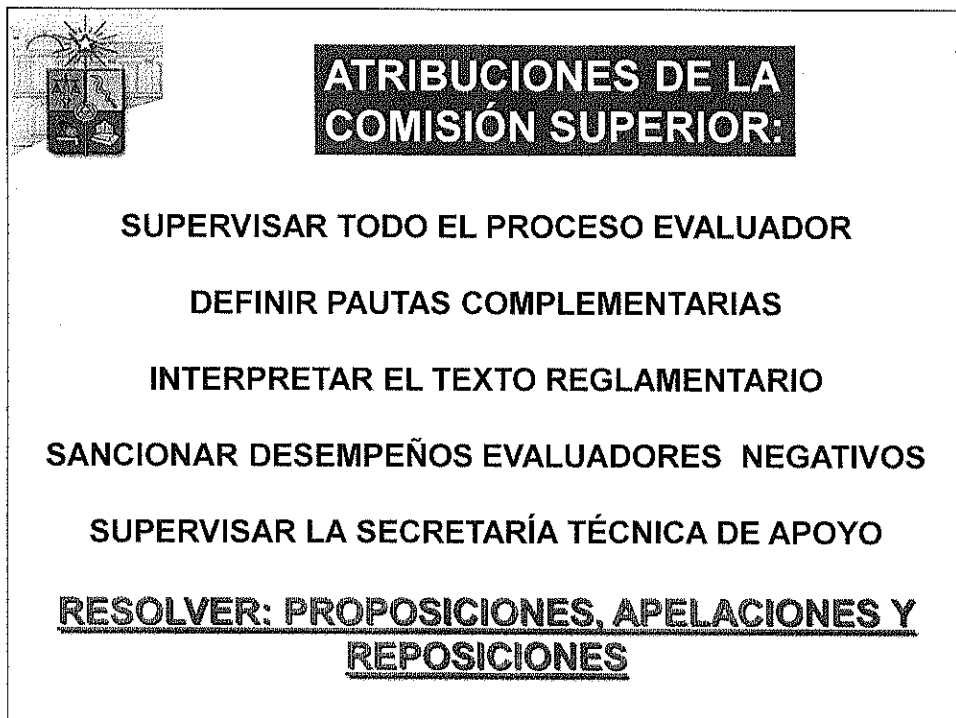 ATRIBUCIONES DE LA
COMISIÓN SUPERIOR:
SUPERVISAR TODO EL PROCESO EVALUADOR
DEFINIR PAUTAS COMPLEMENTARIAS
INTERPRETAR EL TEXTO REGLAMENTARIO
SANCIONAR DESEMPEÑOS EVALUADORES NEGATIVOS
SUPERVISAR LA SECRETARÍA TÉCNICA DE APOYO
RESOLVER: PROPOSICIONES, APELACIONES Y
REPOSICIONES